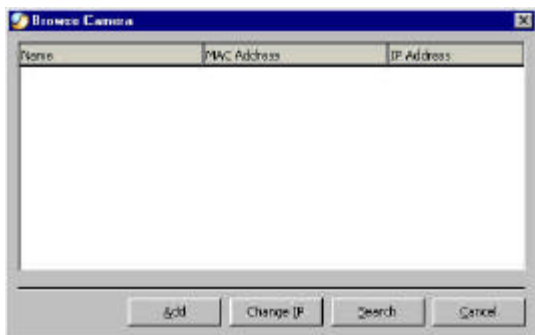 Browse Camera
Name MAC Address IP Address
Add Change IP Search Cancel